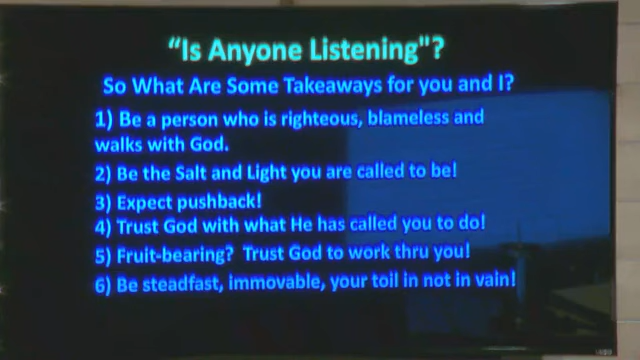 “Is Anyone Listening"?
So What Are Some Takeaways for you and I?
1) Be a person who is righteous, blameless and
walks with God.
2) Be the Salt and Light you are called to be!
3) Expect pushback!
4) Trust God with what He has called you to do!
5) Fruit-bearing? Trust God to work thru you!
6) Be steadfast, immovable, your toil in not in vain!